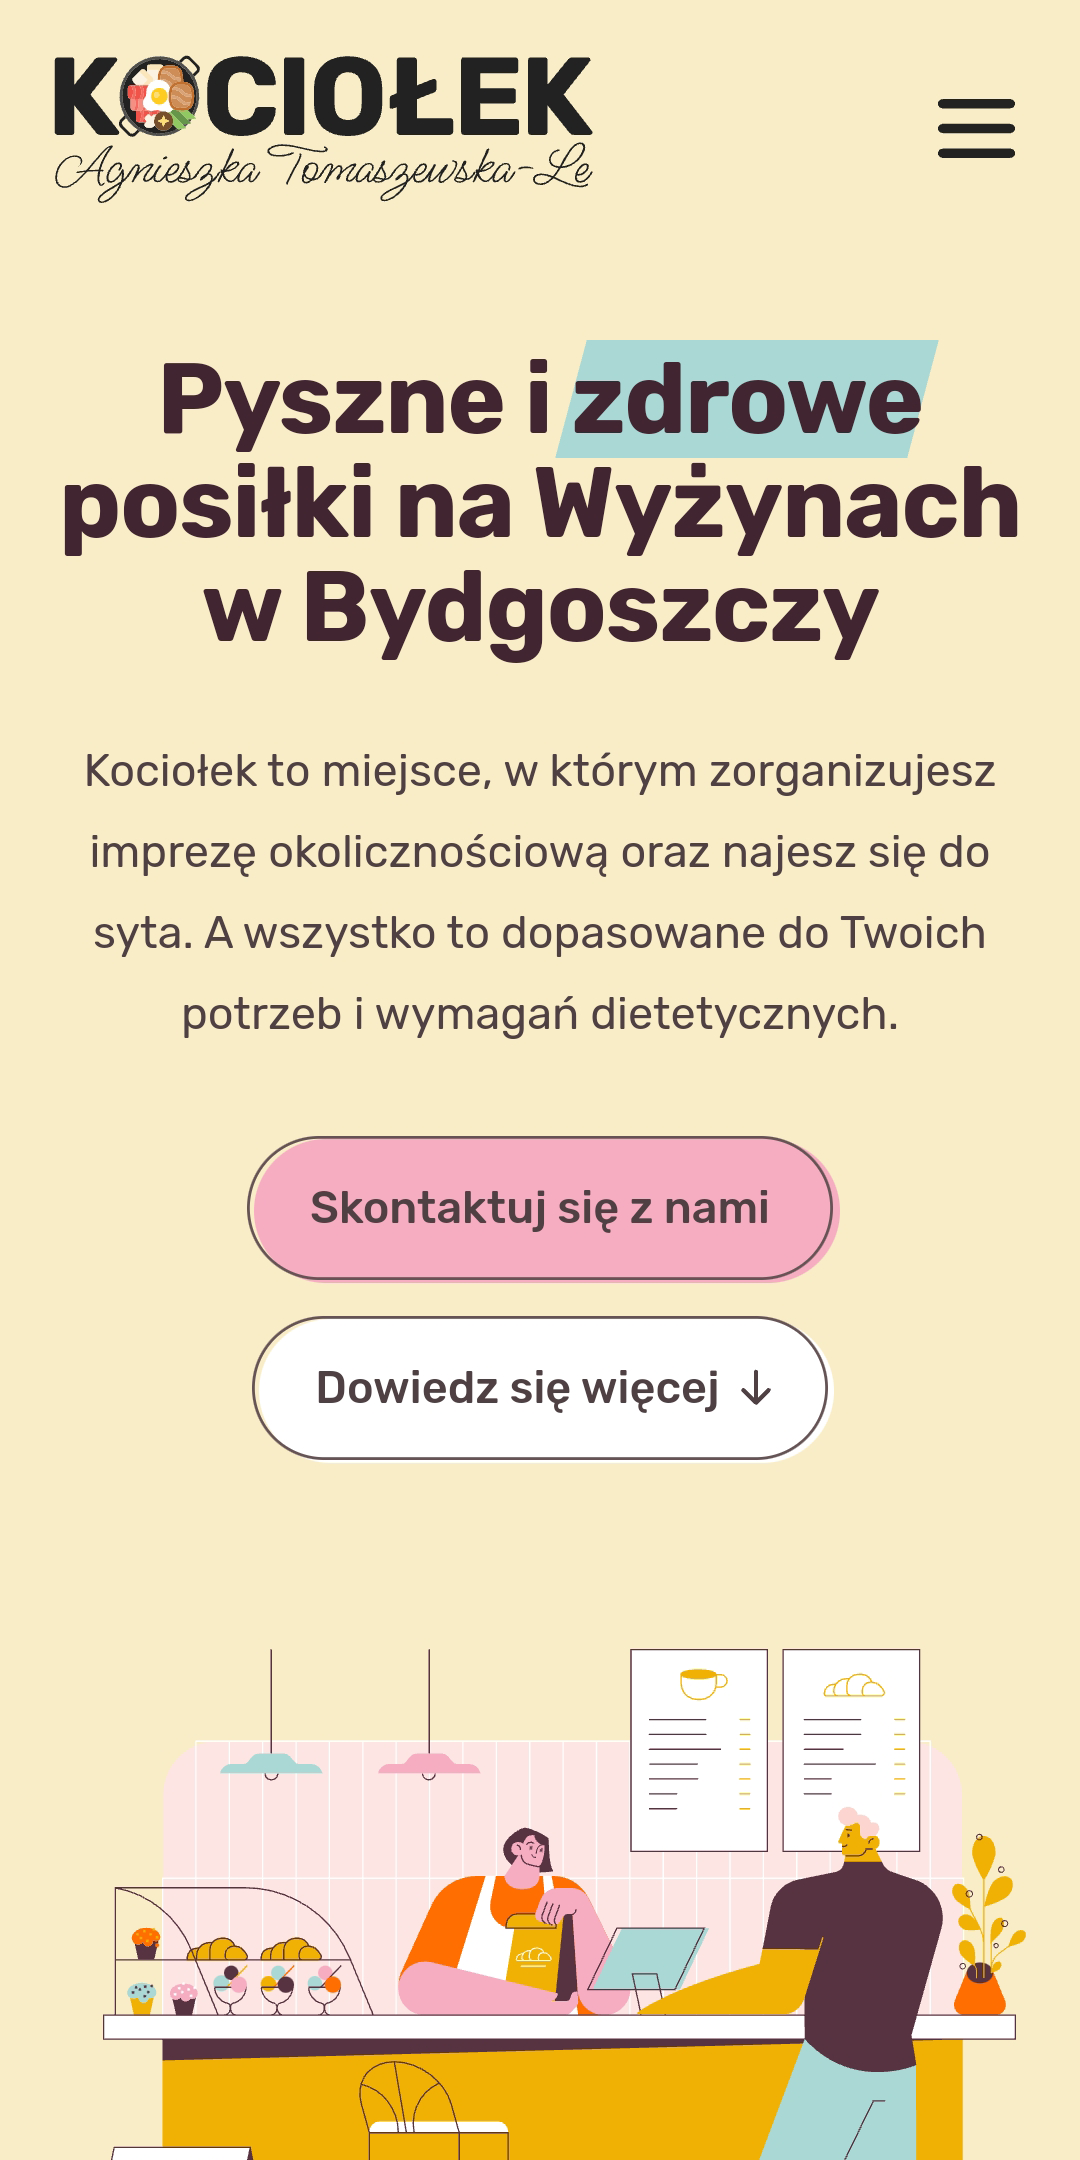 KOCIOŁEK
Agnieszka Tomaszewska-Le
Pyszne i zdrowe
posiłki na Wyżynach
w Bydgoszczy
Kociołek to miejsce, w którym zorganizujesz
imprezę okolicznościową oraz najesz się do
syta. A wszystko to dopasowane do Twoich
potrzeb i wymagań dietetycznych.
Skontaktuj się z nami
Dowiedz się więcej ↓